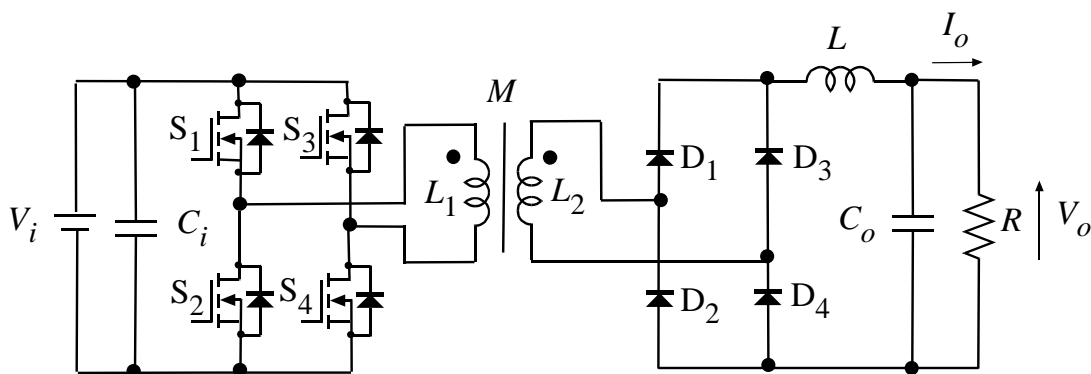 L
I_o
M
S_1
S_3
D_1
D_3
L_1
L_2
V_i
C_i
C_o
R
V_o
S_2
S_4
D_2
D_4